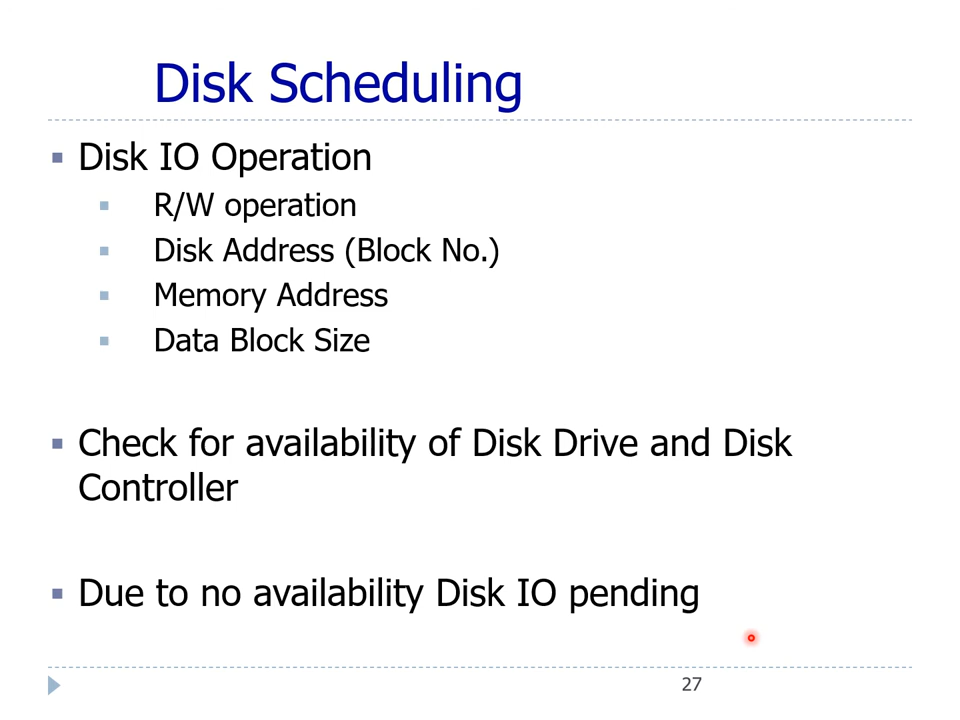 Disk Scheduling
Disk IO Operation
R/W operation
Disk Address (Block No.)
Memory Address
Data Block Size
Check for availability of Disk Drive and Disk
Controller
Due to no availability Disk IO pending
27